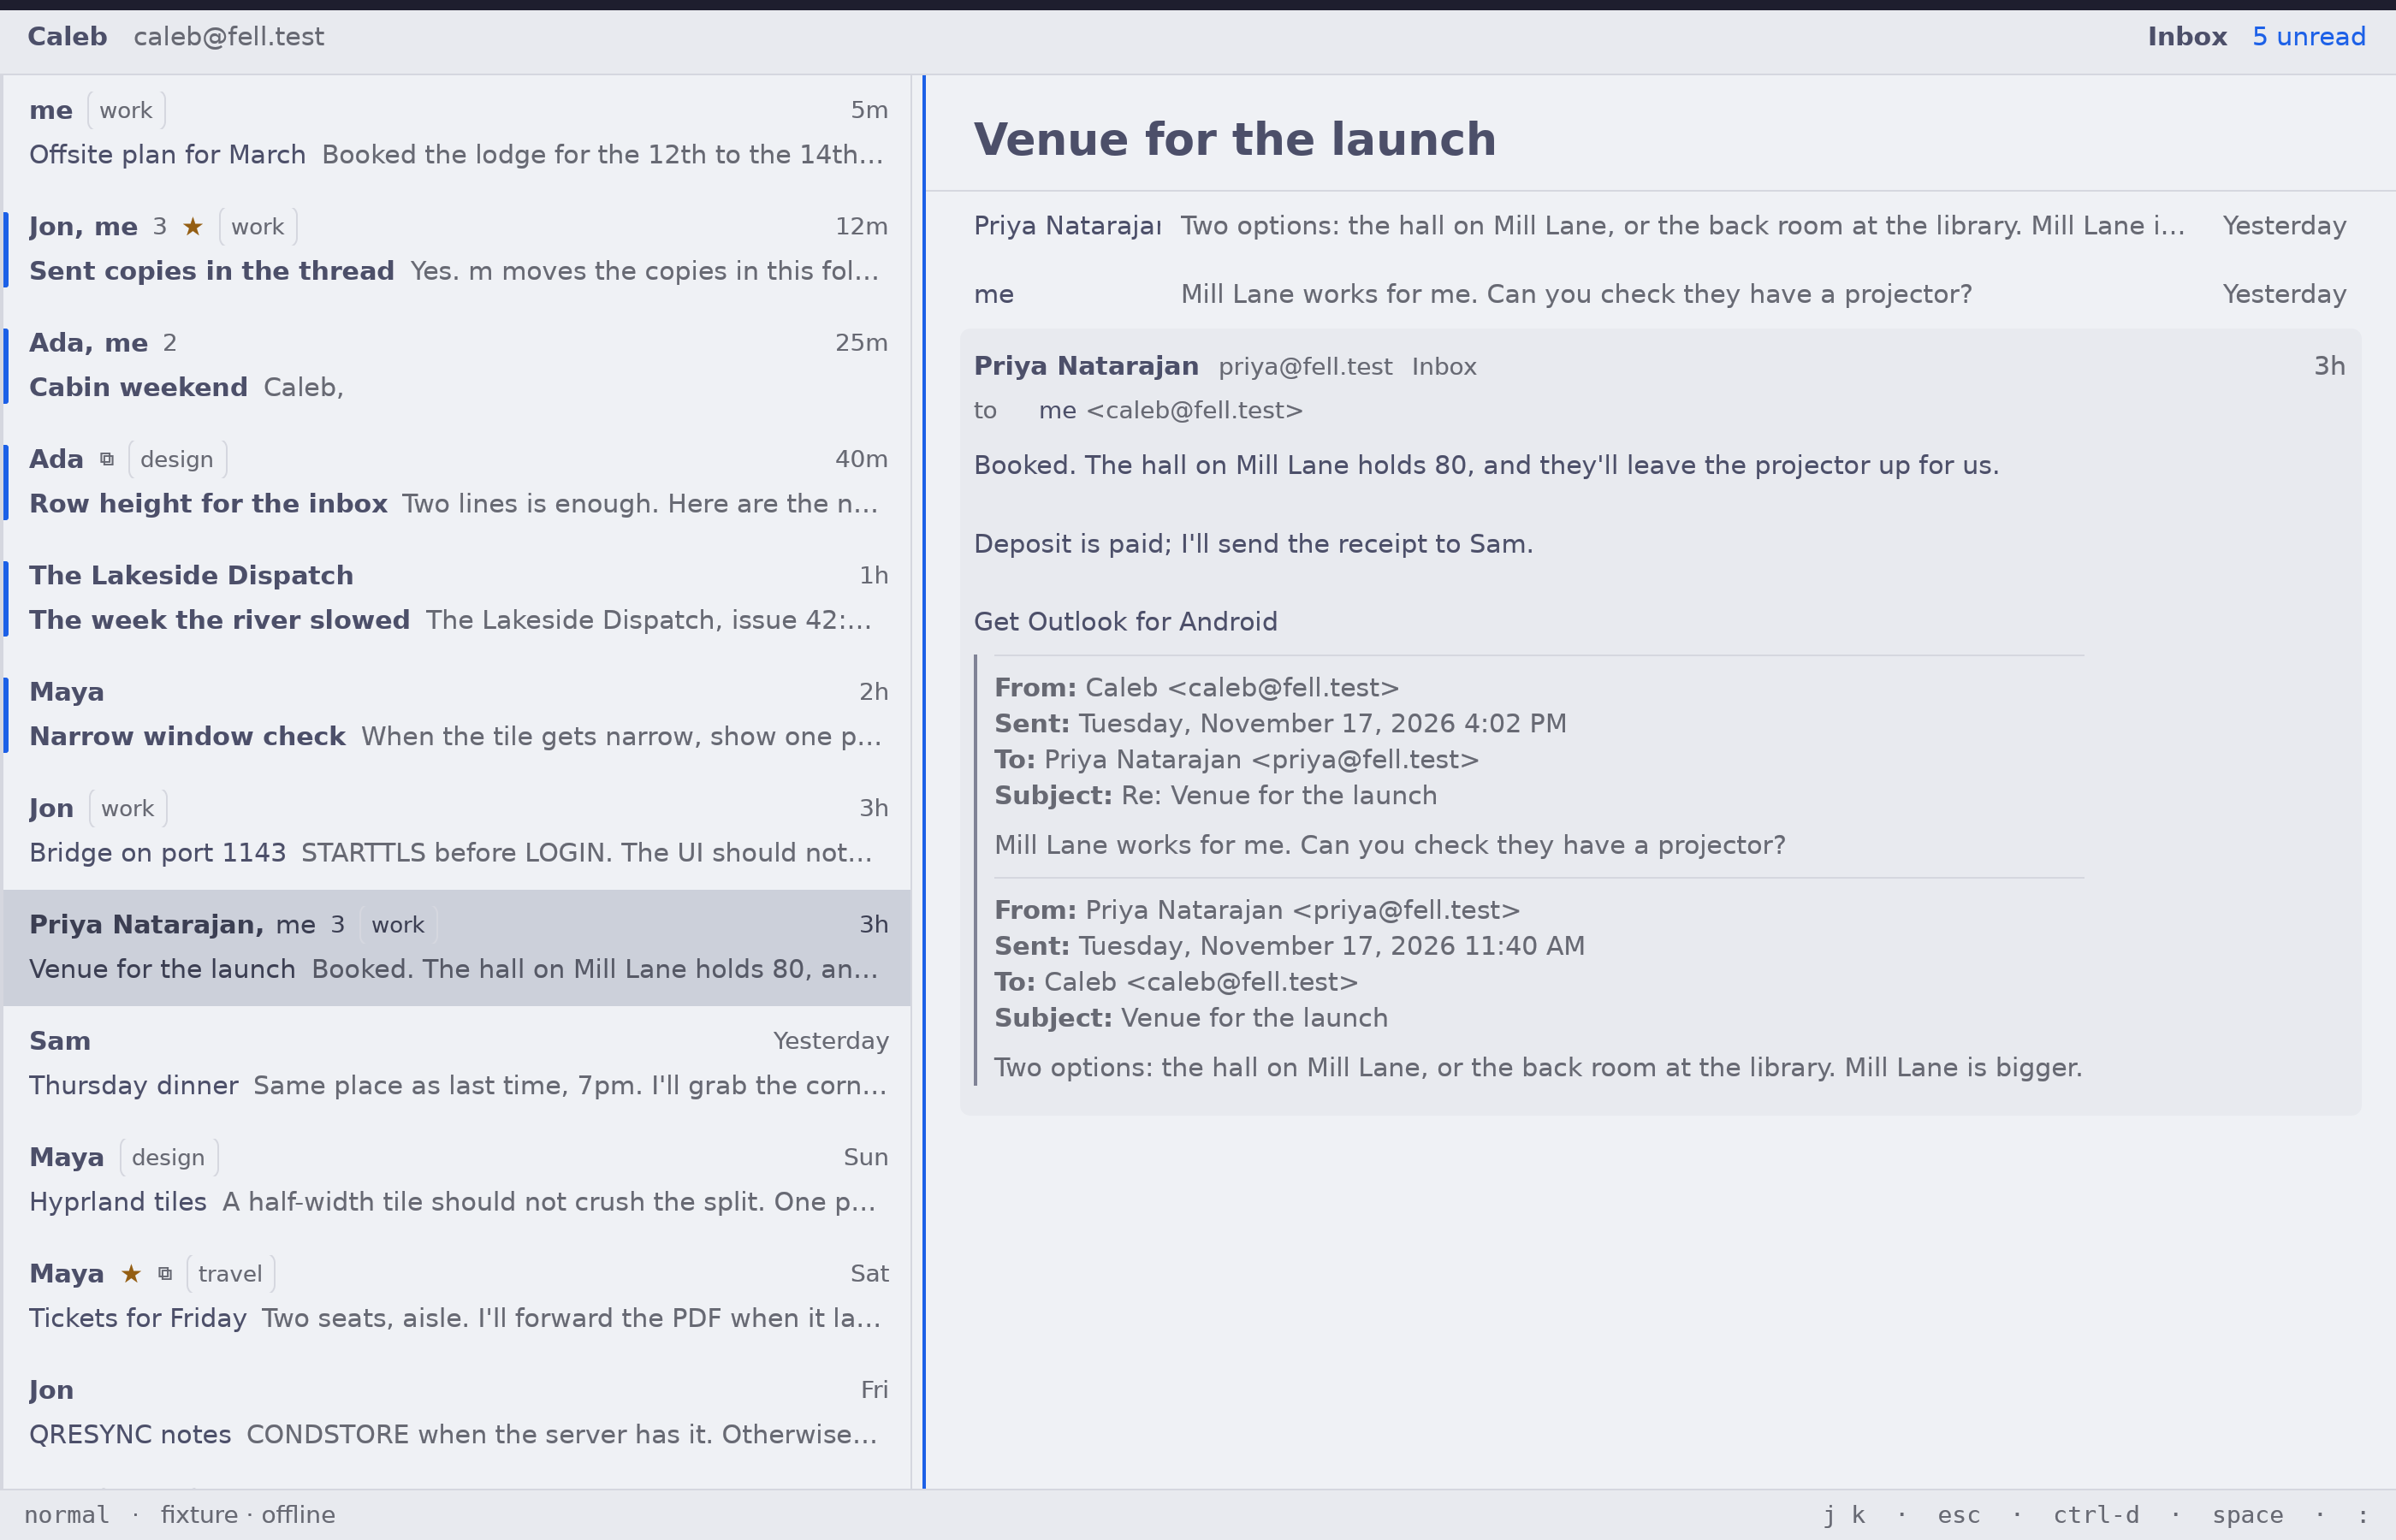 Caleb caleb@fell.test
Inbox 5 unread
me work 5m
Offsite plan for March Booked the lodge for the 12th to the 14th…
Jon, me 3 ★ work 12m
Sent copies in the thread Yes. m moves the copies in this fol…
Ada, me 2 25m
Cabin weekend Caleb,
Ada design 40m
Row height for the inbox Two lines is enough. Here are the n…
The Lakeside Dispatch 1h
The week the river slowed The Lakeside Dispatch, issue 42:…
Maya 2h
Narrow window check When the tile gets narrow, show one p…
Jon work 3h
Bridge on port 1143 STARTTLS before LOGIN. The UI should not…
Priya Natarajan, me 3 work 3h
Venue for the launch Booked. The hall on Mill Lane holds 80, an…
Sam Yesterday
Thursday dinner Same place as last time, 7pm. I'll grab the corn…
Maya design Sun
Hyprland tiles A half-width tile should not crush the split. One p…
Maya ★ travel Sat
Tickets for Friday Two seats, aisle. I'll forward the PDF when it la…
Jon Fri
QRESYNC notes CONDSTORE when the server has it. Otherwise…
Venue for the launch
Priya Natarajan Two options: the hall on Mill Lane, or the back room at the library. Mill Lane i… Yesterday
me Mill Lane works for me. Can you check they have a projector? Yesterday
Priya Natarajan priya@fell.test Inbox 3h
to me <caleb@fell.test>
Booked. The hall on Mill Lane holds 80, and they'll leave the projector up for us.
Deposit is paid; I'll send the receipt to Sam.
Get Outlook for Android
From: Caleb <caleb@fell.test>
Sent: Tuesday, November 17, 2026 4:02 PM
To: Priya Natarajan <priya@fell.test>
Subject: Re: Venue for the launch
Mill Lane works for me. Can you check they have a projector?
From: Priya Natarajan <priya@fell.test>
Sent: Tuesday, November 17, 2026 11:40 AM
To: Caleb <caleb@fell.test>
Subject: Venue for the launch
Two options: the hall on Mill Lane, or the back room at the library. Mill Lane is bigger.
normal · fixture · offline
j k · esc · ctrl-d · space · :